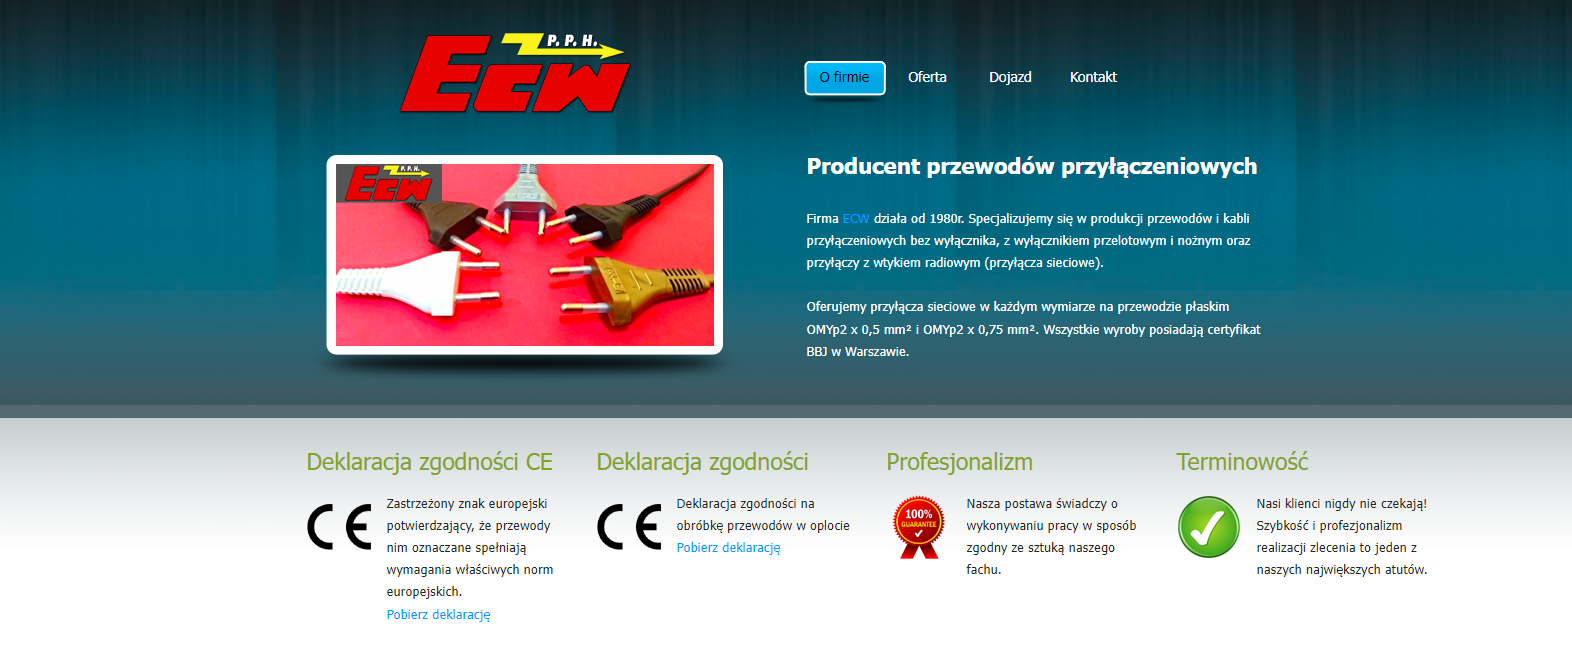 P. P. H.
ECW
O firmie
Oferta
Dojazd
Kontakt
P. P. H.
ECW
Producent przewodów przyłączeniowych
Firma ECW działa od 1980r. Specjalizujemy się w produkcji przewodów i kabli
przyłączeniowych bez wyłącznika, z wyłącznikiem przelotowym i nożnym oraz
przyłączy z wtykiem radiowym (przyłącza sieciowe).
Oferujemy przyłącza sieciowe w każdym wymiarze na przewodzie płaskim
OMYp2 x 0,5 mm² i OMYp2 x 0,75 mm². Wszystkie wyroby posiadają certyfikat
BBJ w Warszawie.
Deklaracja zgodności CE
CE
Zastrzeżony znak europejski
potwierdzający, że przewody
nim oznaczane spełniają
wymagania właściwych norm
europejskich.
Pobierz deklarację
Deklaracja zgodności
CE
Deklaracja zgodności na
obróbkę przewodów w oplocie
Pobierz deklarację
Profesjonalizm
100%
GUARANTEE
Nasza postawa świadczy o
wykonywaniu pracy w sposób
zgodny ze sztuką naszego
fachu.
Terminowość
Nasi klienci nigdy nie czekają!
Szybkość i profezjonalizm
realizacji zlecenia to jeden z
naszych największych atutów.